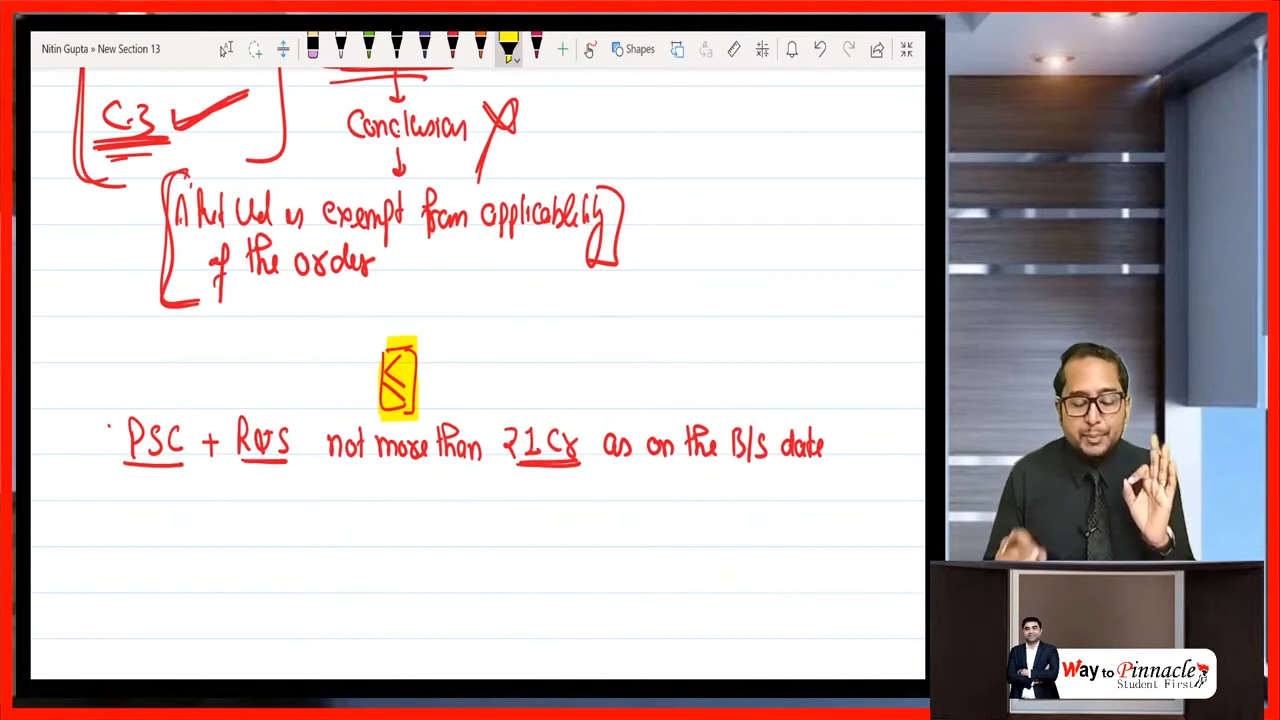 Nitin Gupta » New Section 13
Shapes
C-3
Conclusion
Pvt Ltd is exempt from applicability
of the order
≤
PSC + R&S not more than ₹1 Cr as on the B/S date
Way to Pinnacle
Student First